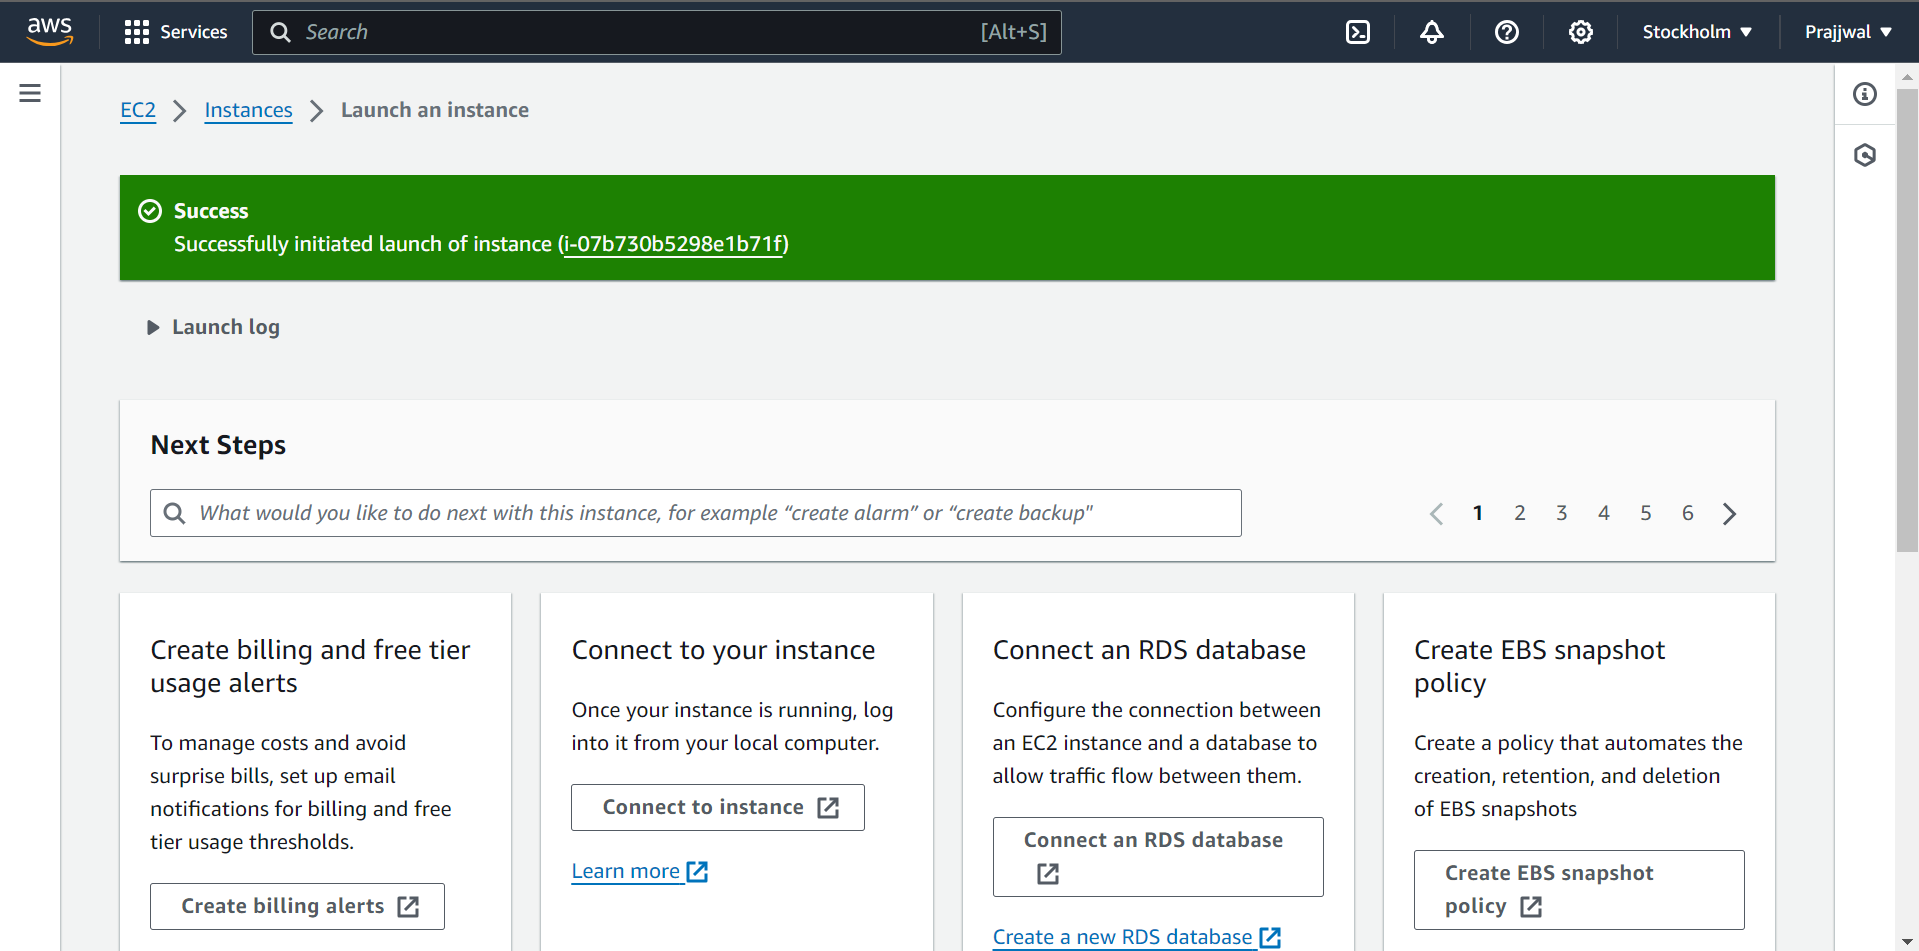 aws Services Search [Alt+S] Stockholm Prajjwal
EC2 Instances Launch an instance
Success
Successfully initiated launch of instance (i-07b730b5298e1b71f)
Launch log
Next Steps
What would you like to do next with this instance, for example “create alarm” or “create backup"
1 2 3 4 5 6
Create billing and free tier
usage alerts
To manage costs and avoid
surprise bills, set up email
notifications for billing and free
tier usage thresholds.
Create billing alerts
Connect to your instance
Once your instance is running, log
into it from your local computer.
Connect to instance
Learn more
Connect an RDS database
Configure the connection between
an EC2 instance and a database to
allow traffic flow between them.
Connect an RDS database
Create a new RDS database
Create EBS snapshot
policy
Create a policy that automates the
creation, retention, and deletion
of EBS snapshots
Create EBS snapshot
policy